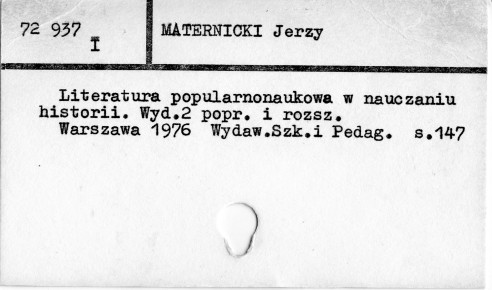 72 937 I
MATERNICKI Jerzy
Literatura popularnonaukowa w nauczaniu
historii. Wyd.2 popr. i rozsz.
Warszawa 1976 Wydaw.Szk.i Pedag. s.147